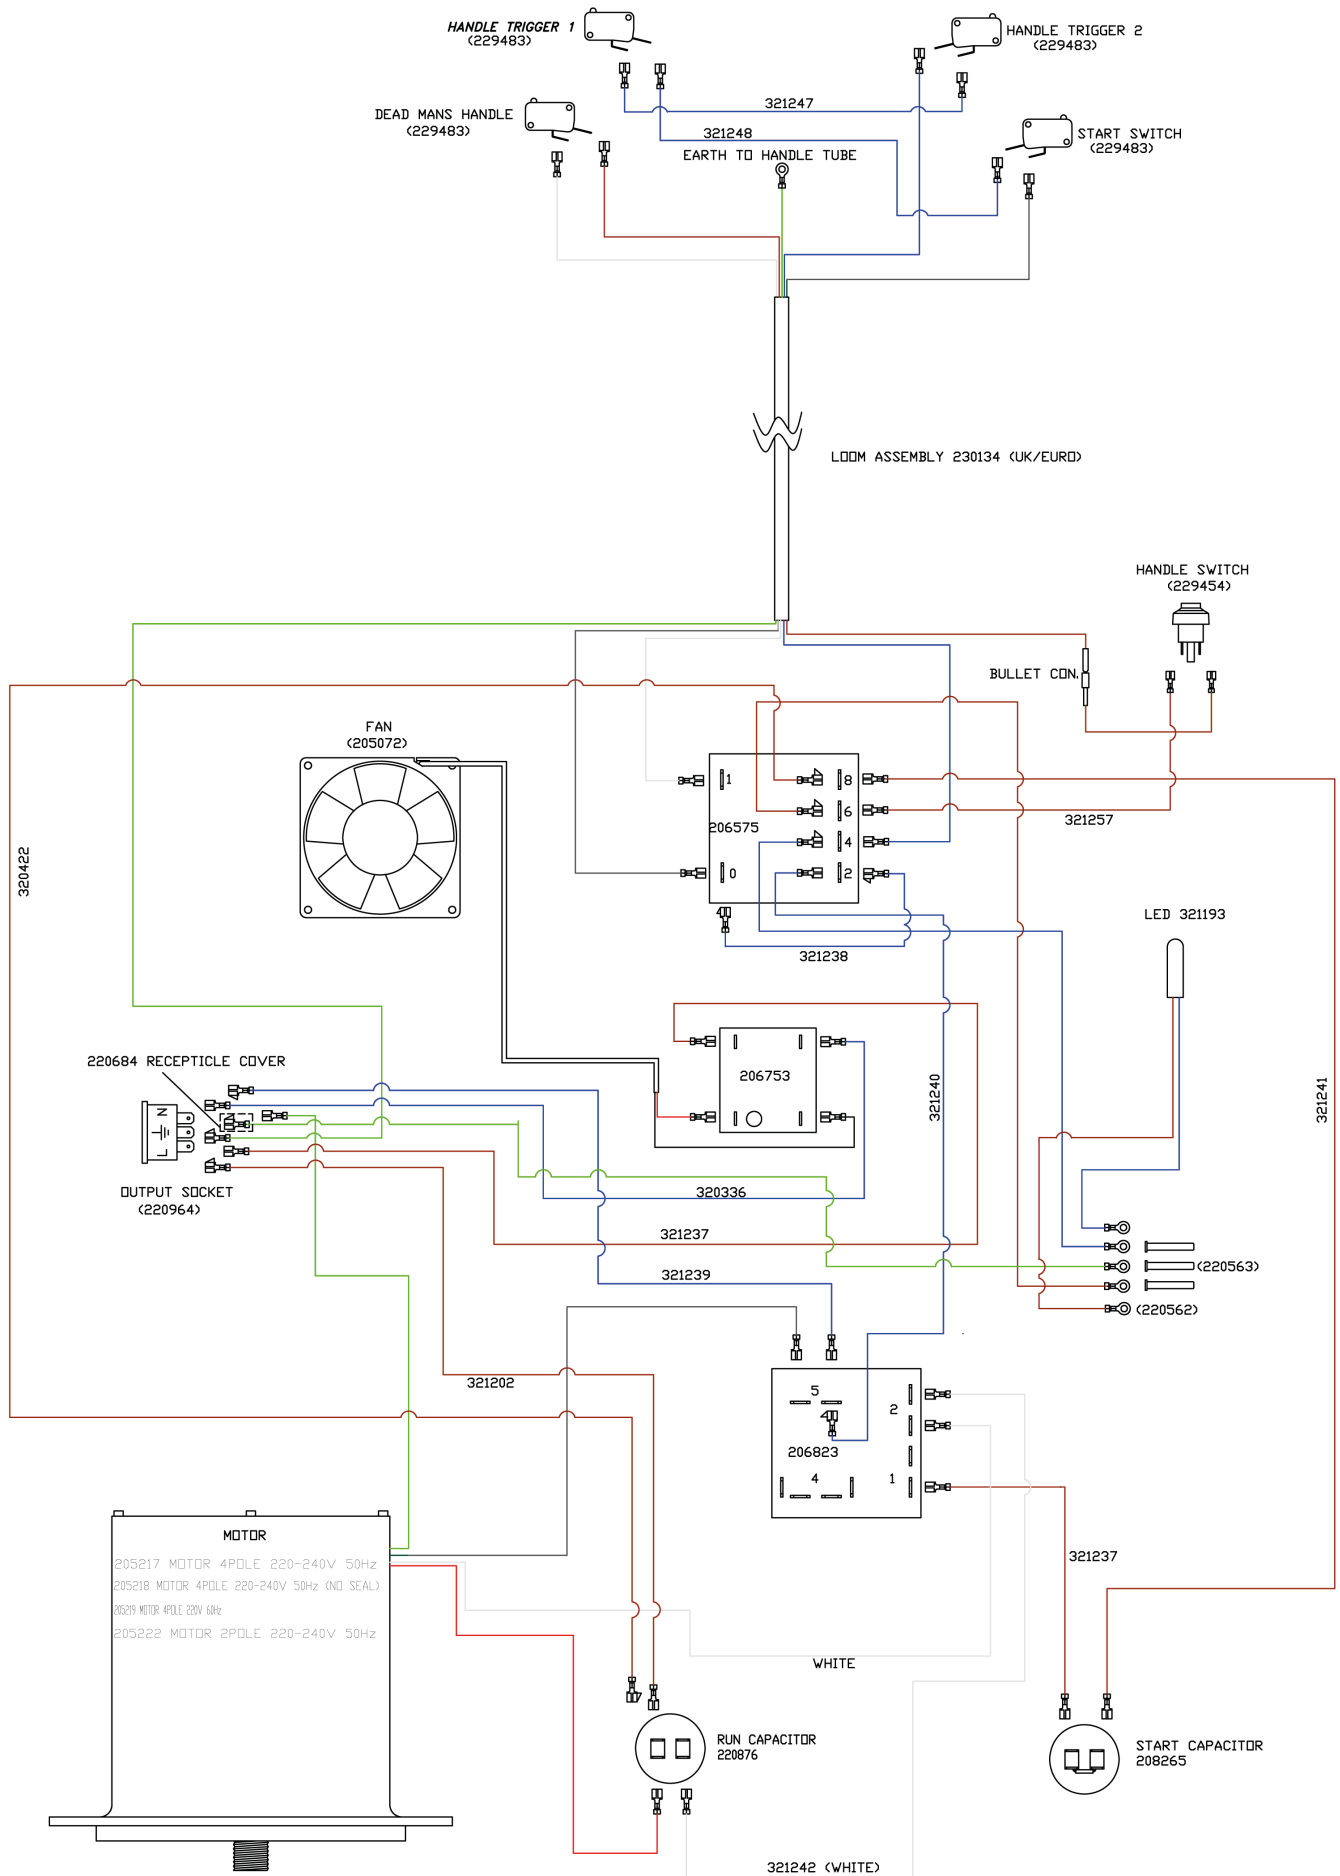 HANDLE TRIGGER 1
(229483)
HANDLE TRIGGER 2
(229483)
DEAD MANS HANDLE
(229483)
321247
321248
START SWITCH
(229483)
EARTH TO HANDLE TUBE
LOOM ASSEMBLY 230134 (UK/EURO)
HANDLE SWITCH
(229454)
BULLET CON.
FAN
(205072)
1
8
6
206575
4
0
2
321257
320422
321238
LED 321193
220684 RECEPTICLE COVER
206753
321240
321241
N
L
OUTPUT SOCKET
(220964)
320336
321237
321239
(220563)
(220562)
321202
5
2
206823
4
1
MOTOR
205217 MOTOR 4POLE 220-240V 50Hz
205218 MOTOR 4POLE 220-240V 50Hz (NO SEAL)
205219 MOTOR 4POLE 220V 60Hz
205222 MOTOR 2POLE 220-240V 50Hz
321237
WHITE
RUN CAPACITOR
220876
START CAPACITOR
208265
321242 (WHITE)